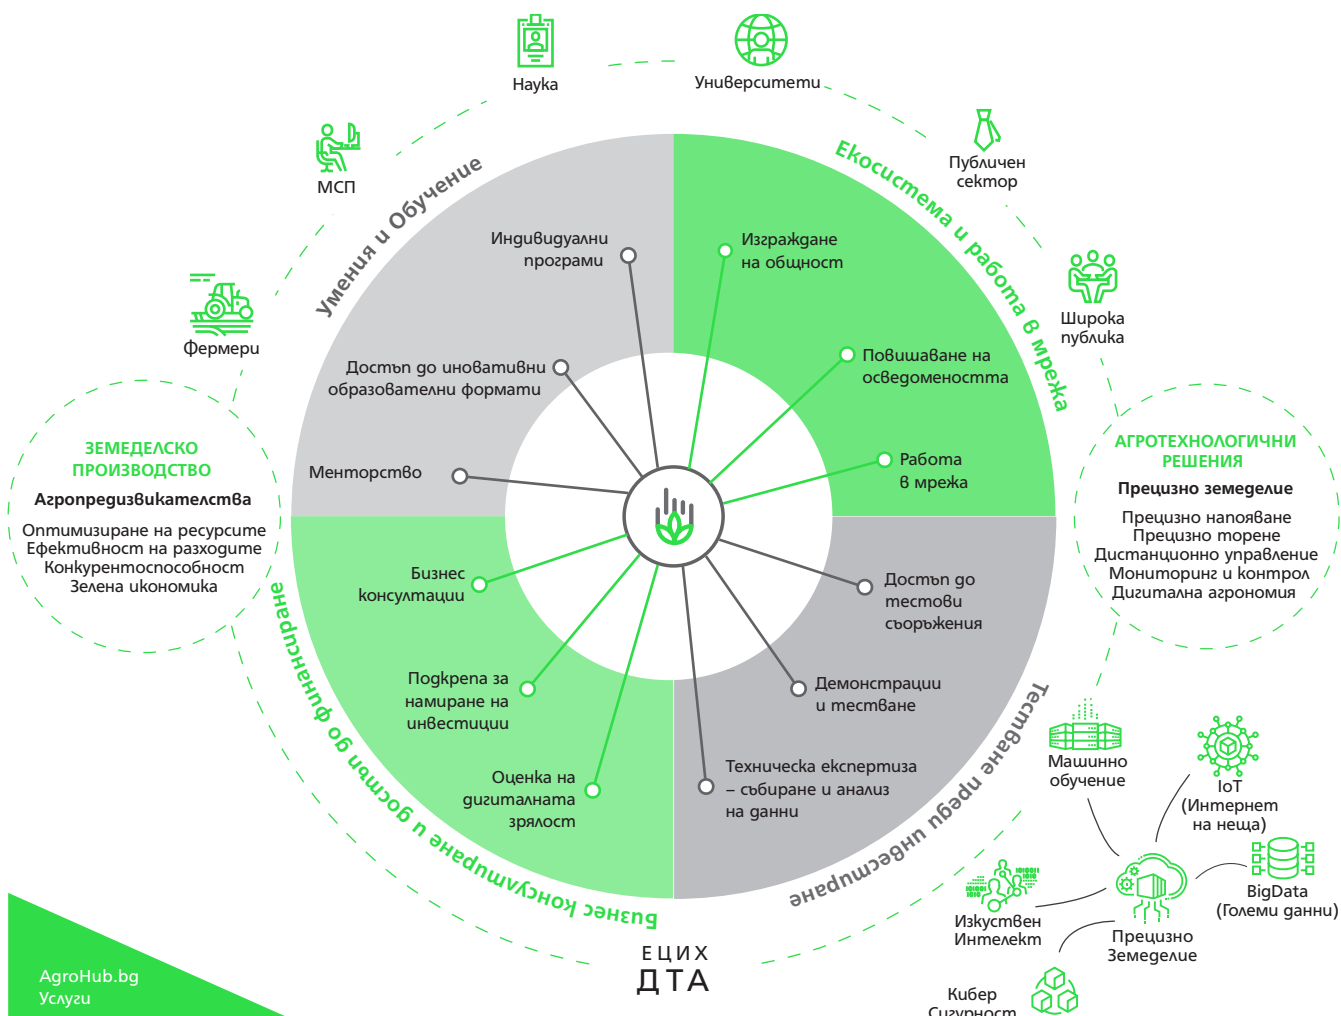 Наука
Университети
МСП
Публичен
сектор
Фермери
Широка
публика
Умения и Обучение
Екосистема и работа в мрежа
Индивидуални
програми
Достъп до иновативни
образователни формати
Менторство
Изграждане
на общност
Повишаване на
осведомеността
Работа
в мрежа
ЗЕМЕДЕЛСКО
ПРОИЗВОДСТВО
Агропредизвикателства
Оптимизиране на ресурсите
Ефективност на разходите
Конкурентоспособност
Зелена икономика
АГРОТЕХНОЛОГИЧНИ
РЕШЕНИЯ
Прецизно земеделие
Прецизно напояване
Прецизно торене
Дистанционно управление
Мониторинг и контрол
Дигитална агрономия
Бизнес
консултации
Подкрепа за
намиране на
инвестиции
Оценка на
дигиталната
зрялост
Достъп до
тестови
съоръжения
Демонстрации
и тестване
Техническа експертиза
– събиране и анализ
на данни
Бизнес Консултиране и достъп до финансиране
Тестване преди инвестиране
Машинно
обучение
IoT
(Интернет
на неща)
BigData
(Големи данни)
Изкуствен
Интелект
Прецизно
Земеделие
Кибер
Сигурност
ЕЦИХ
ДТА
AgroHub.bg
Услуги